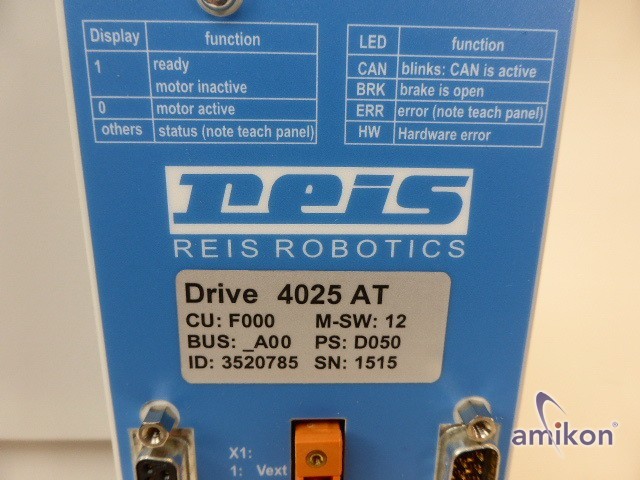 Display function
1 ready
motor inactive
0 motor active
others status (note teach panel)
LED function
CAN blinks: CAN is active
BRK brake is open
ERR error (note teach panel)
HW Hardware error
reis
REIS ROBOTICS
Drive 4025 AT
CU: F000 M-SW: 12
BUS: _A00 PS: D050
ID: 3520785 SN: 1515
X1:
1: Vext
amikon